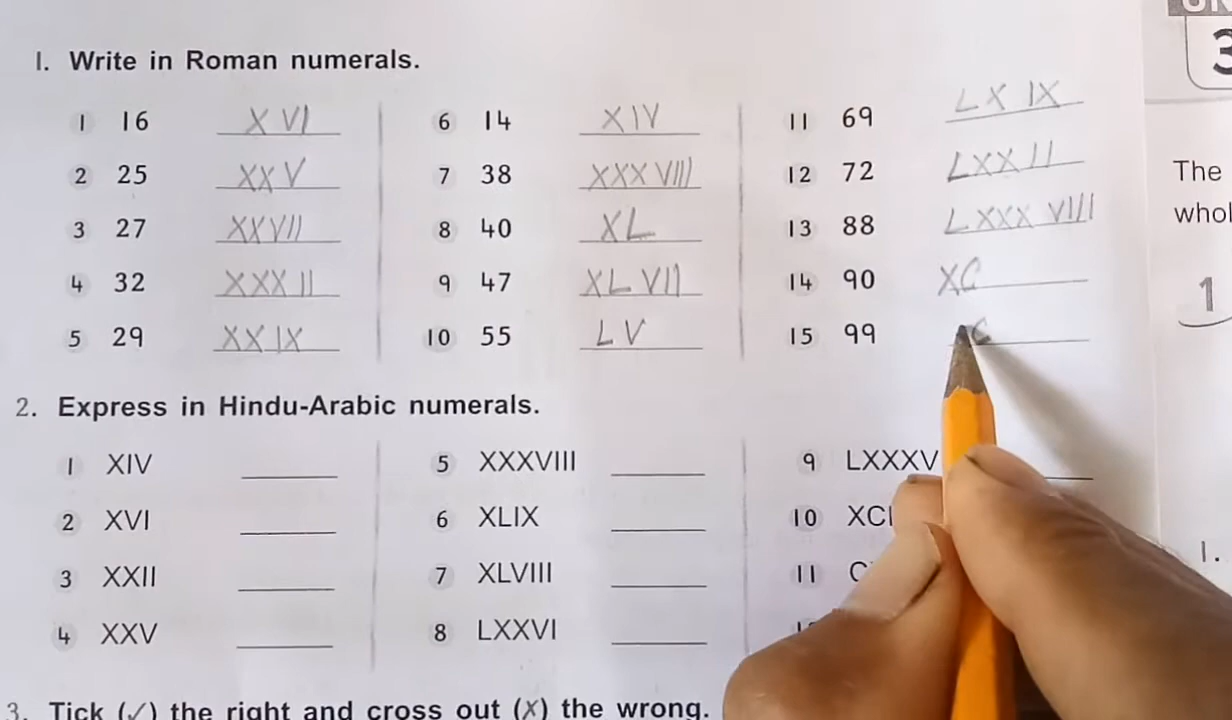 1. Write in Roman numerals.
1 16 XVI 6 14 XIV 11 69 LXIX
2 25 XXV 7 38 XXXVIII 12 72 LXXII
3 27 XXVII 8 40 XL 13 88 LXXXVIII
4 32 XXXII 9 47 XLVII 14 90 XC
5 29 XXIX 10 55 LV 15 99 C
2. Express in Hindu-Arabic numerals.
1 XIV 5 XXXVIII 9 LXXXV
2 XVI 6 XLIX 10 XCI
3 XXII 7 XLVIII 11 C
4 XXV 8 LXXVI
3. Tick (✓) the right and cross out (X) the wrong.
3
The
1
1.